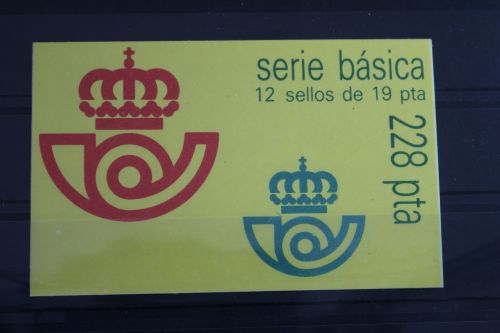 serie básica
12 sellos de 19 pta
228 pta